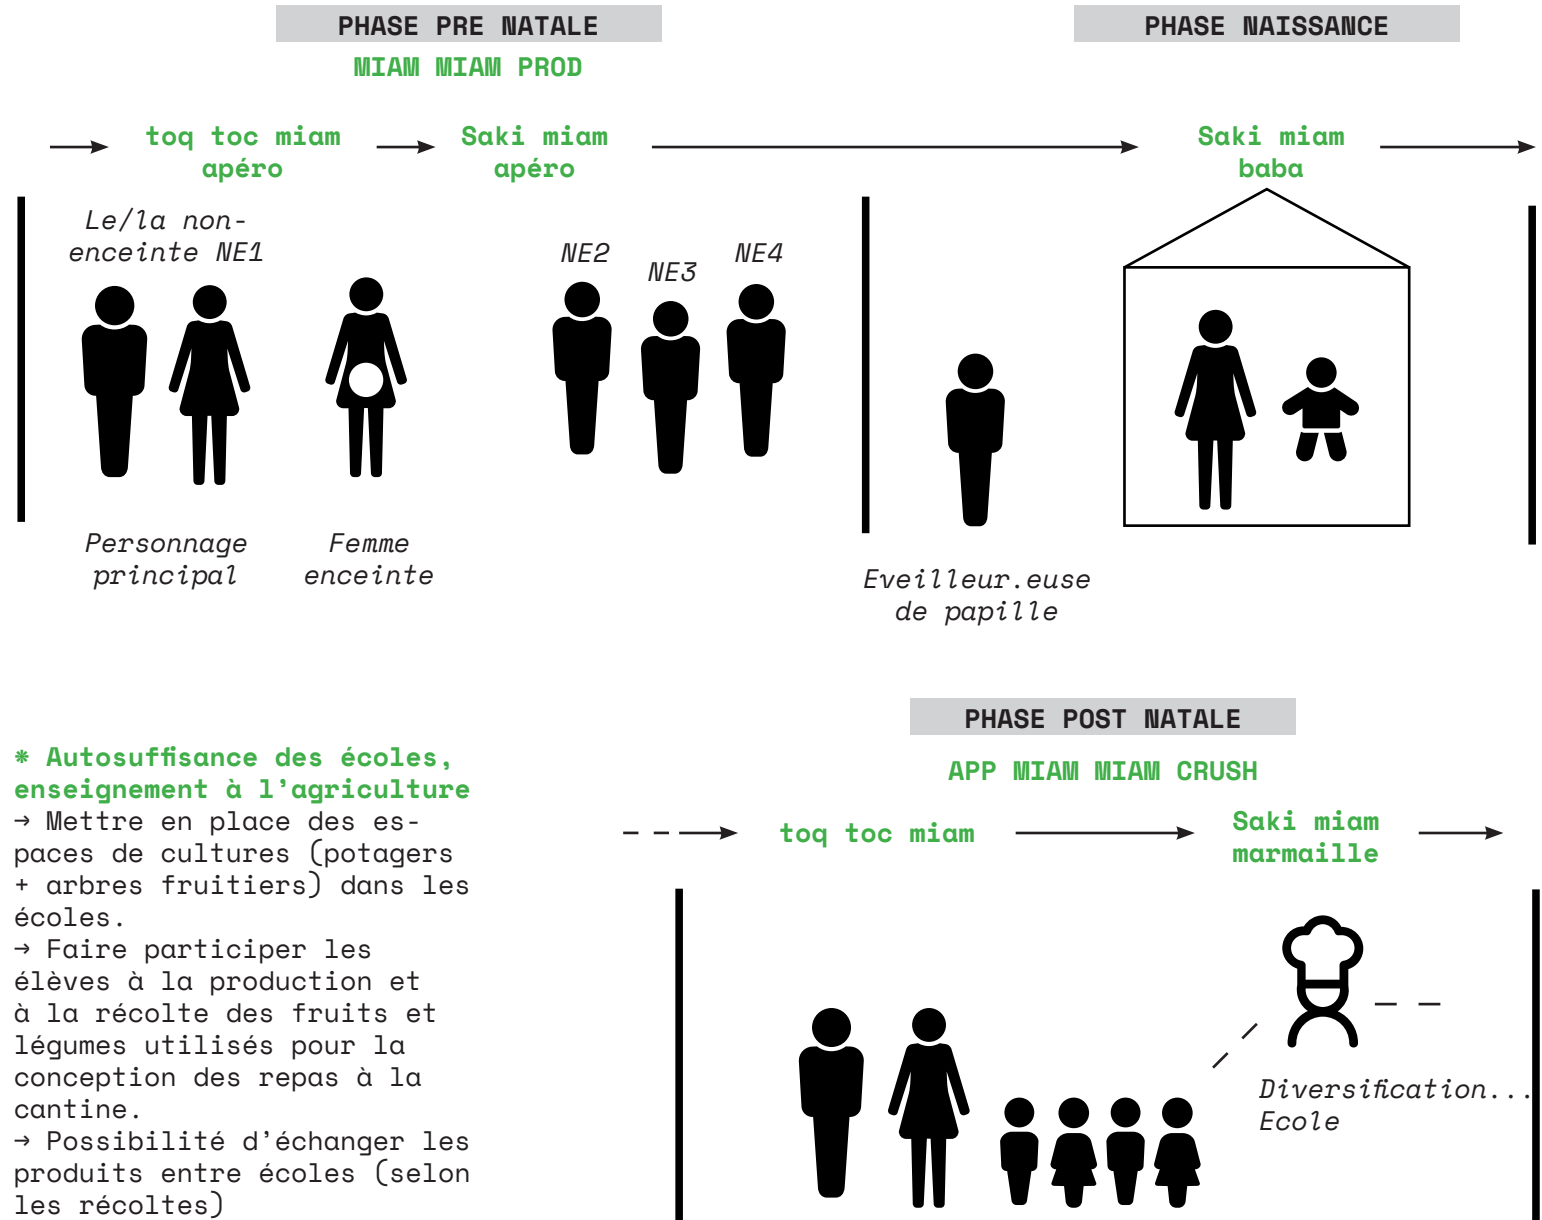 PHASE PRE NATALE
MIAM MIAM PROD
PHASE NAISSANCE
toq toc miam
apéro
Saki miam
apéro
Saki miam
baba
Le/la non-
enceinte NE1
NE2
NE3
NE4
Personnage
principal
Femme
enceinte
Eveilleur.euse
de papille
* Autosuffisance des écoles,
enseignement à l’agriculture
→ Mettre en place des es-
paces de cultures (potagers
+ arbres fruitiers) dans les
écoles.
→ Faire participer les
élèves à la production et
à la récolte des fruits et
légumes utilisés pour la
conception des repas à la
cantine.
→ Possibilité d’échanger les
produits entre écoles (selon
les récoltes)
PHASE POST NATALE
APP MIAM MIAM CRUSH
toq toc miam
Saki miam
marmaille
Diversification...
Ecole